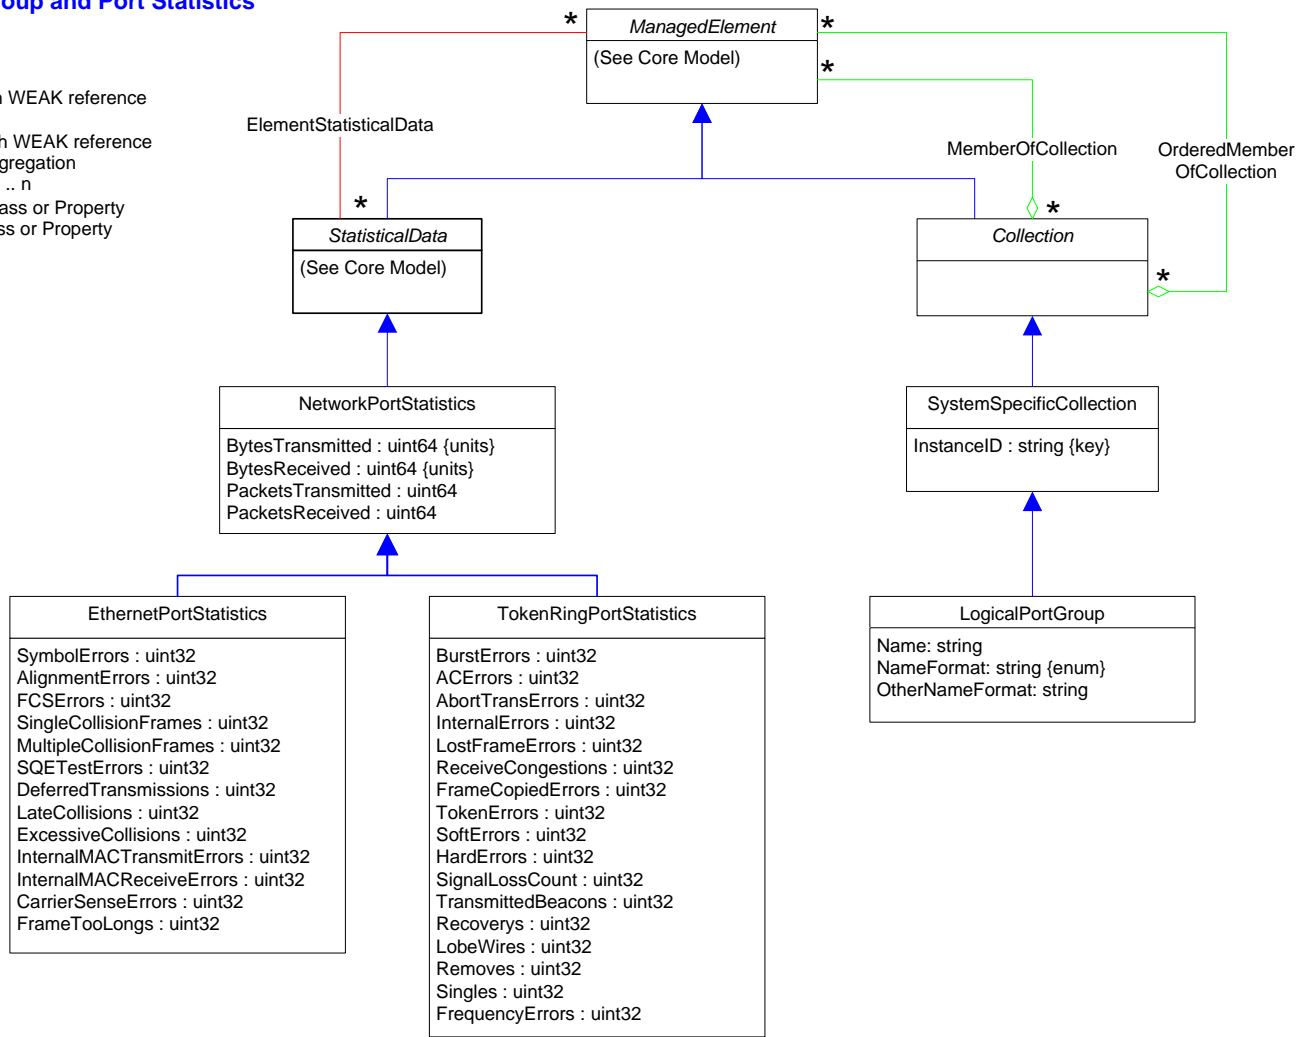 and Port Statistics
*
ManagedElement
*
(See Core Model)
*
WEAK reference
ElementStatisticalData
WEAK reference
MemberOfCollection
OrderedMember
OfCollection
.. n
or Property
or Property
*
*
StatisticalData
Collection
(See Core Model)
*
NetworkPortStatistics
SystemSpecificCollection
BytesTransmitted : uint64 {units}
BytesReceived : uint64 {units}
PacketsTransmitted : uint64
PacketsReceived : uint64
InstanceID : string {key}
EthernetPortStatistics
SymbolErrors : uint32
AlignmentErrors : uint32
FCSErrors : uint32
SingleCollisionFrames : uint32
MultipleCollisionFrames : uint32
SQETestErrors : uint32
DeferredTransmissions : uint32
LateCollisions : uint32
ExcessiveCollisions : uint32
InternalMACTransmitErrors : uint32
InternalMACReceiveErrors : uint32
CarrierSenseErrors : uint32
FrameTooLongs : uint32
TokenRingPortStatistics
BurstErrors : uint32
ACErrors : uint32
AbortTransErrors : uint32
InternalErrors : uint32
LostFrameErrors : uint32
ReceiveCongestions : uint32
FrameCopiedErrors : uint32
TokenErrors : uint32
SoftErrors : uint32
HardErrors : uint32
SignalLossCount : uint32
TransmittedBeacons : uint32
Recoverys : uint32
LobeWires : uint32
Removes : uint32
Singles : uint32
FrequencyErrors : uint32
LogicalPortGroup
Name: string
NameFormat: string {enum}
OtherNameFormat: string